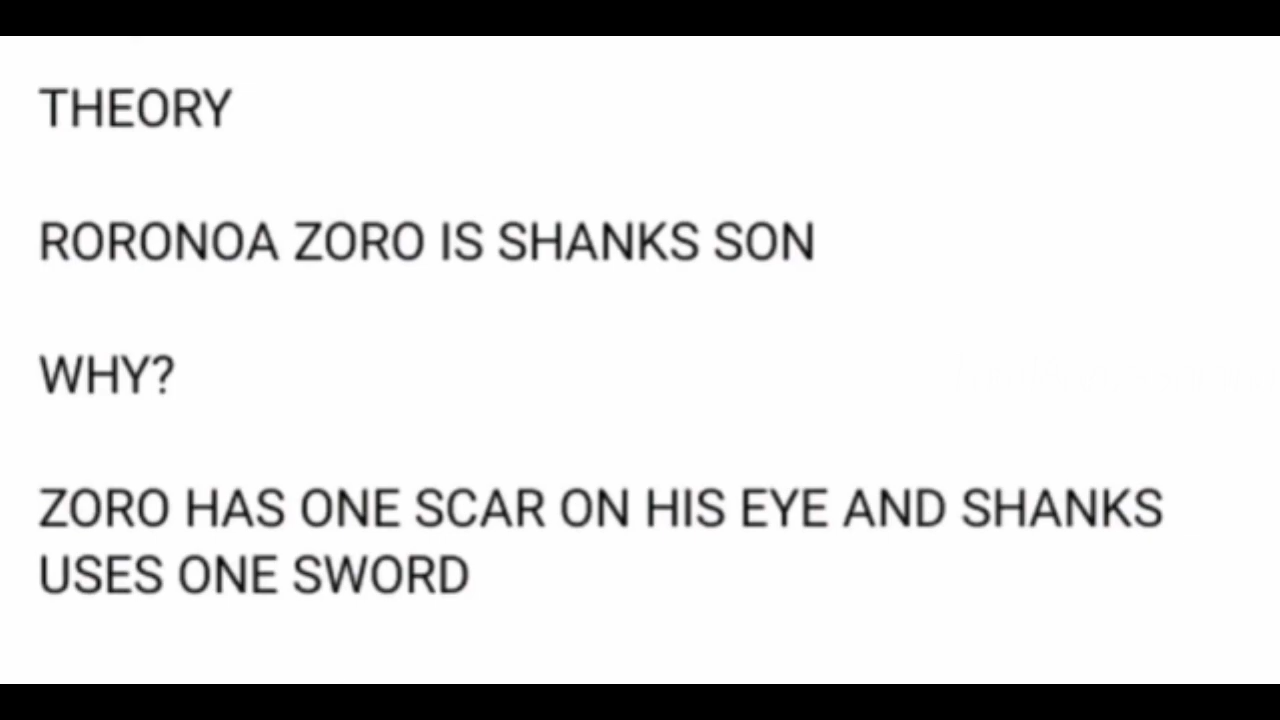 THEORY
RORONOA ZORO IS SHANKS SON
WHY?
ZORO HAS ONE SCAR ON HIS EYE AND SHANKS
USES ONE SWORD